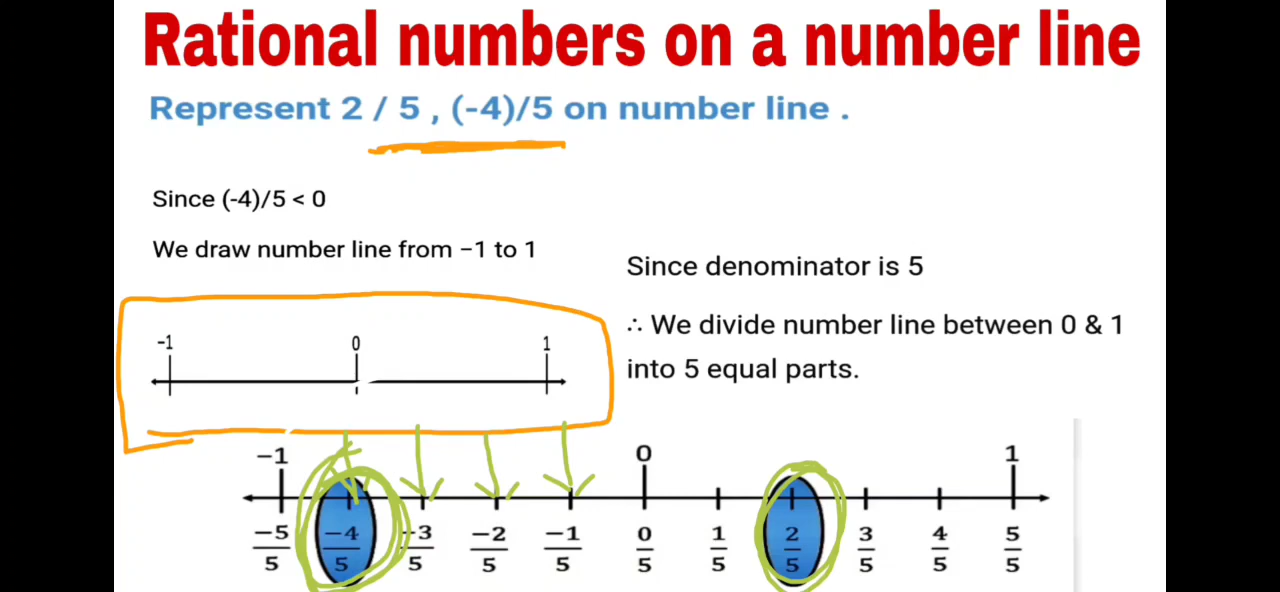 Rational numbers on a number line
Represent 2 / 5 , (-4)/5 on number line .
Since (-4)/5 < 0
We draw number line from −1 to 1
-1 0 1
Since denominator is 5
∴ We divide number line between 0 & 1
into 5 equal parts.
−1 0 1
−5/5 −4/5 −3/5 −2/5 −1/5 0/5 1/5 2/5 3/5 4/5 5/5